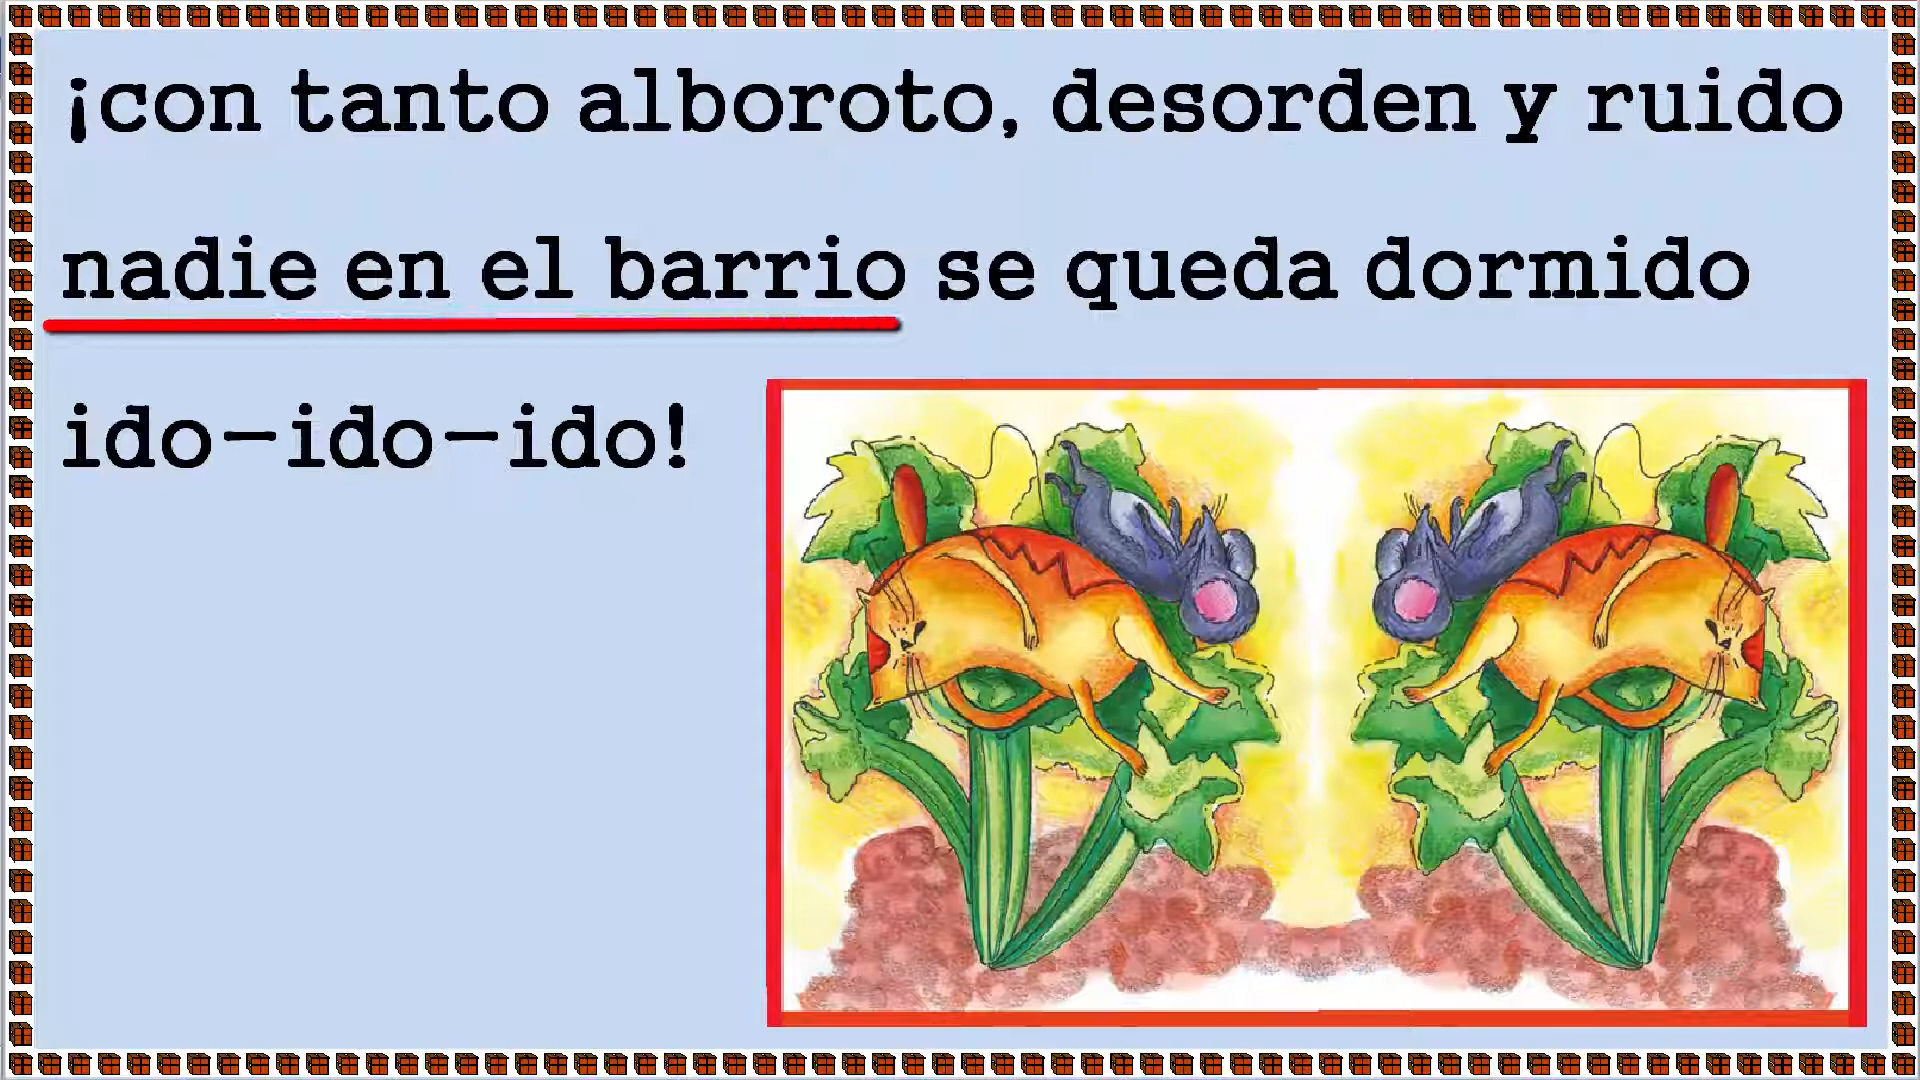 ¡con tanto alboroto, desorden y ruido
nadie en el barrio se queda dormido
ido-ido-ido!